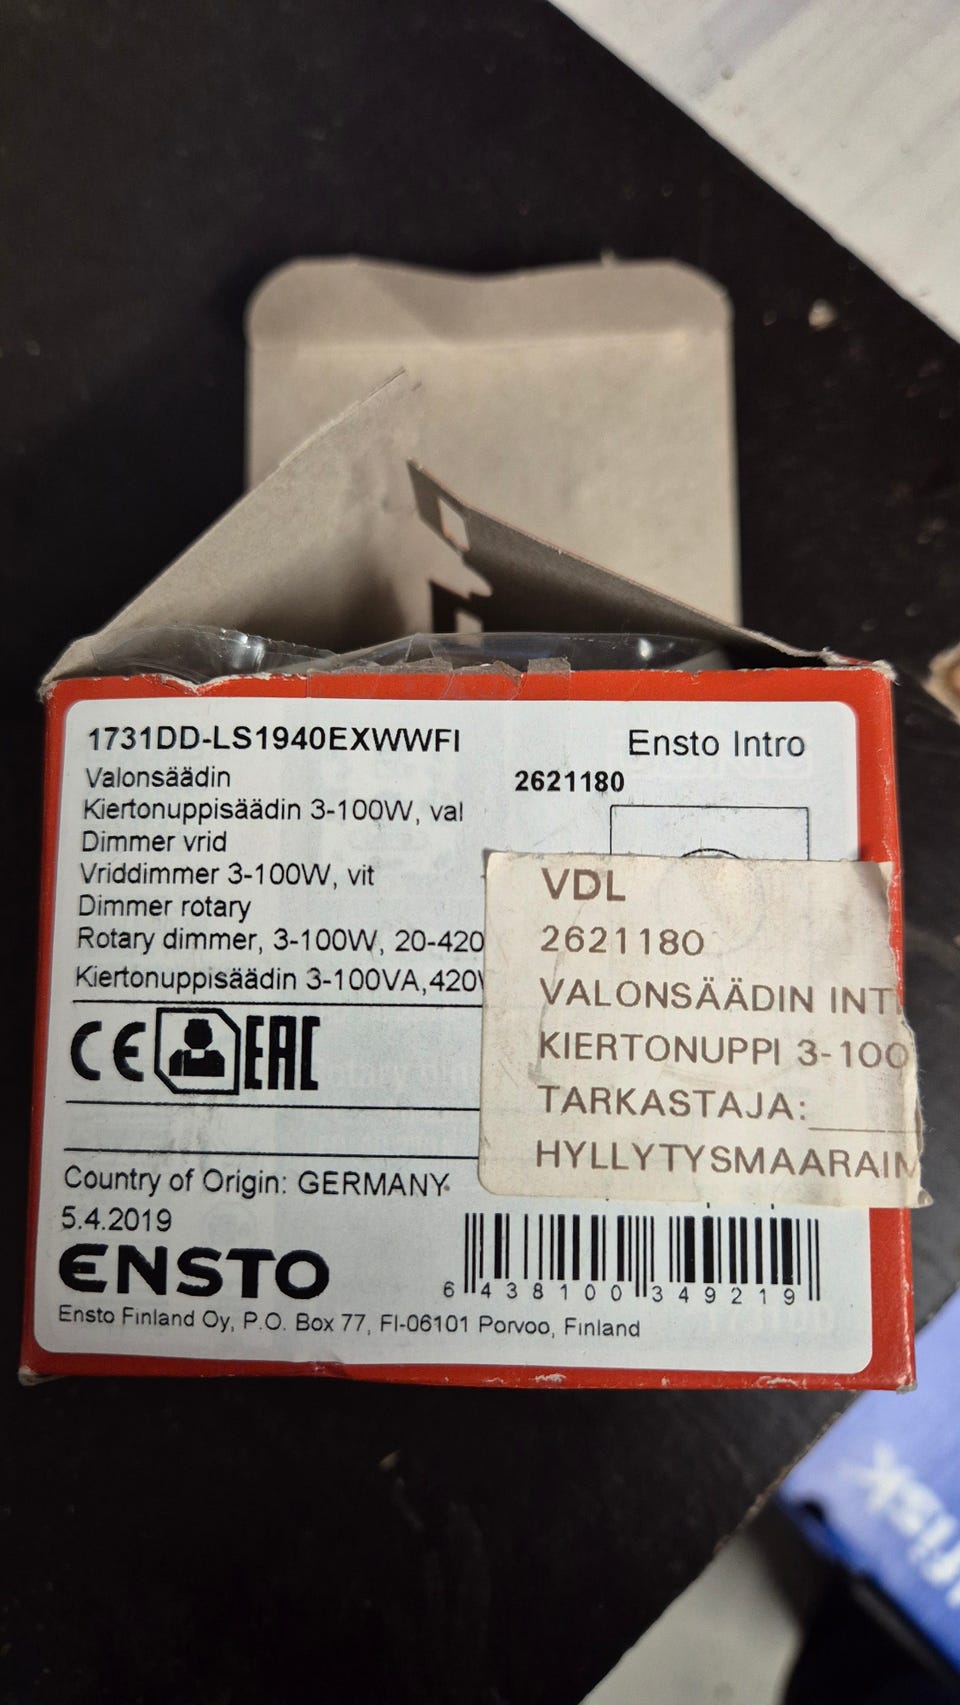 1731DD-LS1940EXWWFI
Ensto Intro
Valonsäädin
2621180
Kiertonuppisäädin 3-100W, val
Dimmer vrid
Vriddimmer 3-100W, vit
Dimmer rotary
Rotary dimmer, 3-100W, 20-420
Kiertonuppisäädin 3-100VA,420
CE EAC
VDL
2621180
VALONSÄÄDIN INT
KIERTONUPPI 3-100
TARKASTAJA:
HYLLYTYSMAARAIN
Country of Origin: GERMANY
5.4.2019
ENSTO
6 438100 349219
Ensto Finland Oy, P.O. Box 77, FI-06101 Porvoo, Finland